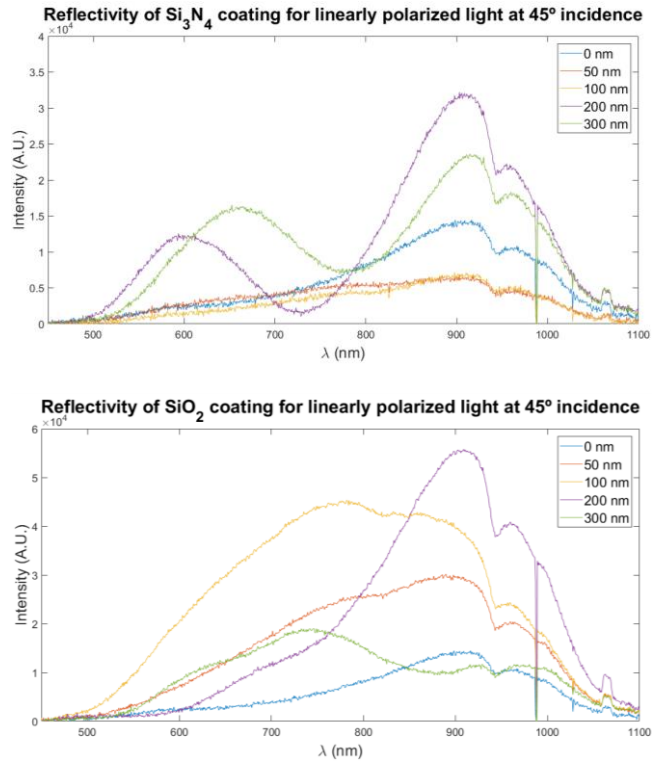 Reflectivity of Si3N4 coating for linearly polarized light at 45º incidence
×10^4
4
3.5
3
2.5
2
1.5
1
0.5
0
Intensity (A.U.)
500 600 700 800 900 1000 1100
λ (nm)
0 nm
50 nm
100 nm
200 nm
300 nm
Reflectivity of SiO2 coating for linearly polarized light at 45º incidence
×10^4
6
5
4
3
2
1
0
Intensity (A.U.)
500 600 700 800 900 1000 1100
λ (nm)
0 nm
50 nm
100 nm
200 nm
300 nm